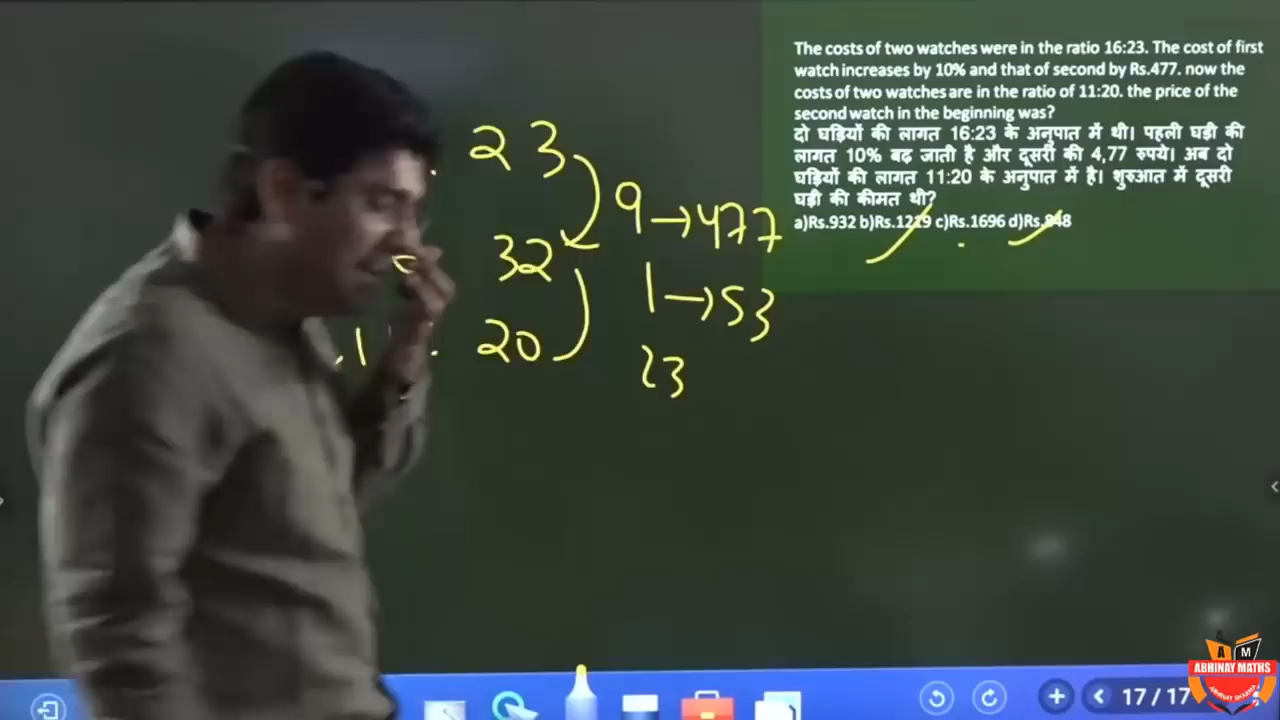 The costs of two watches were in the ratio 16:23. The cost of first
watch increases by 10% and that of second by Rs.477. now the
costs of two watches are in the ratio of 11:20. the price of the
second watch in the beginning was?
दो घड़ियों की लागत 16:23 के अनुपात में थी। पहली घड़ी की
लागत 10% बढ़ जाती है और दूसरी की 4,77 रुपये। अब दो
घड़ियों की लागत 11:20 के अनुपात में है। शुरुआत में दूसरी
घड़ी की कीमत थी?
a)Rs.932 b)Rs.1219 c)Rs.1696 d)Rs.848
23
9 → 477
32
1 → 53
20
23
17 / 17
A M
ABHINAY MATHS
ABHINAY SHARMA